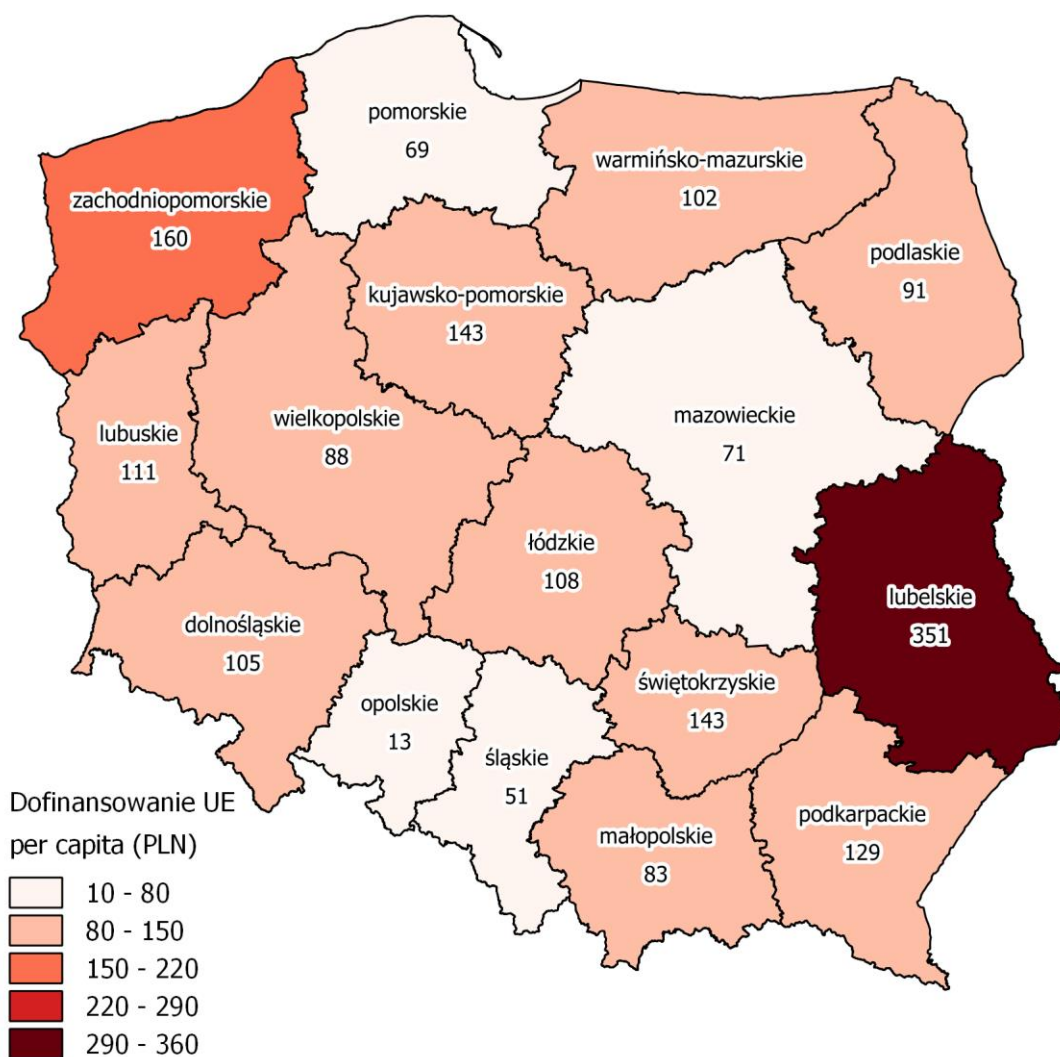 pomorskie
69
warmińsko-mazurskie
102
zachodniopomorskie
160
podlaskie
91
kujawsko-pomorskie
143
mazowieckie
71
wielkopolskie
88
lubuskie
111
łódzkie
108
lubelskie
351
dolnośląskie
105
świętokrzyskie
143
opolskie
13
śląskie
51
małopolskie
83
podkarpackie
129
Dofinansowanie UE
per capita (PLN)
10 - 80
80 - 150
150 - 220
220 - 290
290 - 360